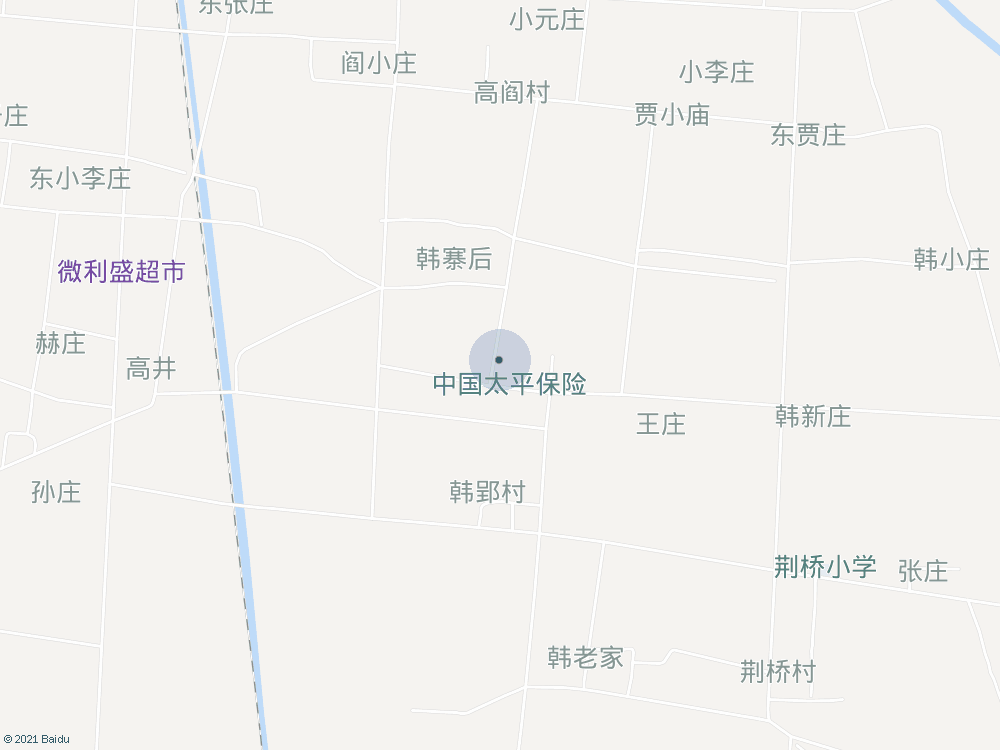 东张庄
小元庄
阎小庄
小李庄
高阎村
贾小庙
庄
东贾庄
东小李庄
韩寨后
韩小庄
微利盛超市
赫庄
高井
中国太平保险
韩新庄
王庄
孙庄
韩郢村
荆桥小学
张庄
韩老家
荆桥村
© 2021 Baidu